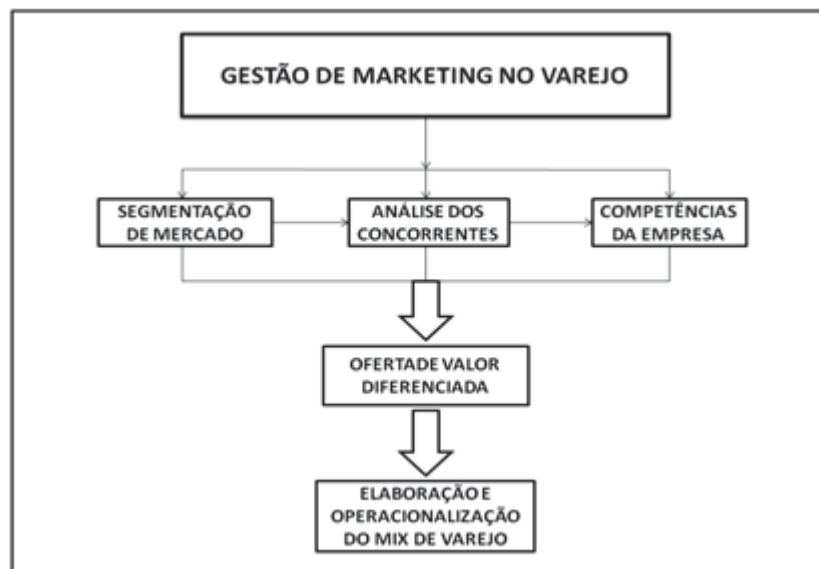 GESTÃO DE MARKETING NO VAREJO
SEGMENTAÇÃO
DE MERCADO
ANÁLISE DOS
CONCORRENTES
COMPETÊNCIAS
DA EMPRESA
OFERTADE VALOR
DIFERENCIADA
ELABORAÇÃO E
OPERACIONALIZAÇÃO
DO MIX DE VAREJO